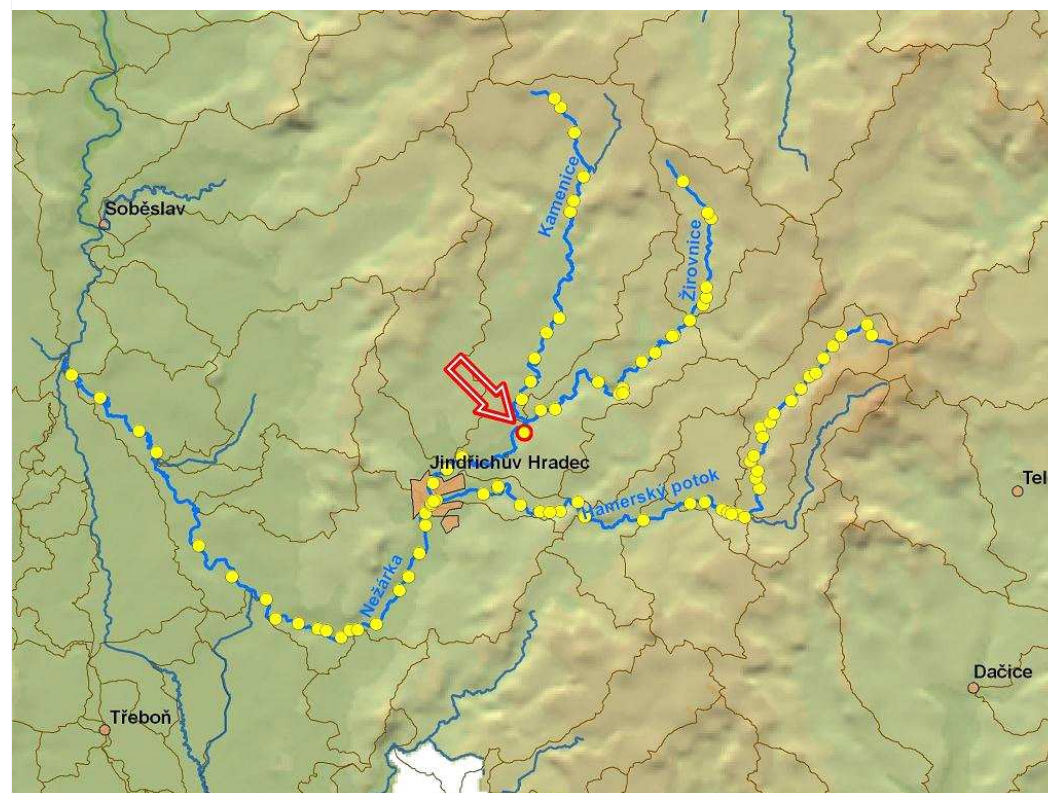 Kamenice
Soběslav
Žirovnice
Jindřichův Hradec
Hamerský potok
Tel
Nežárka
Dačice
Třeboň